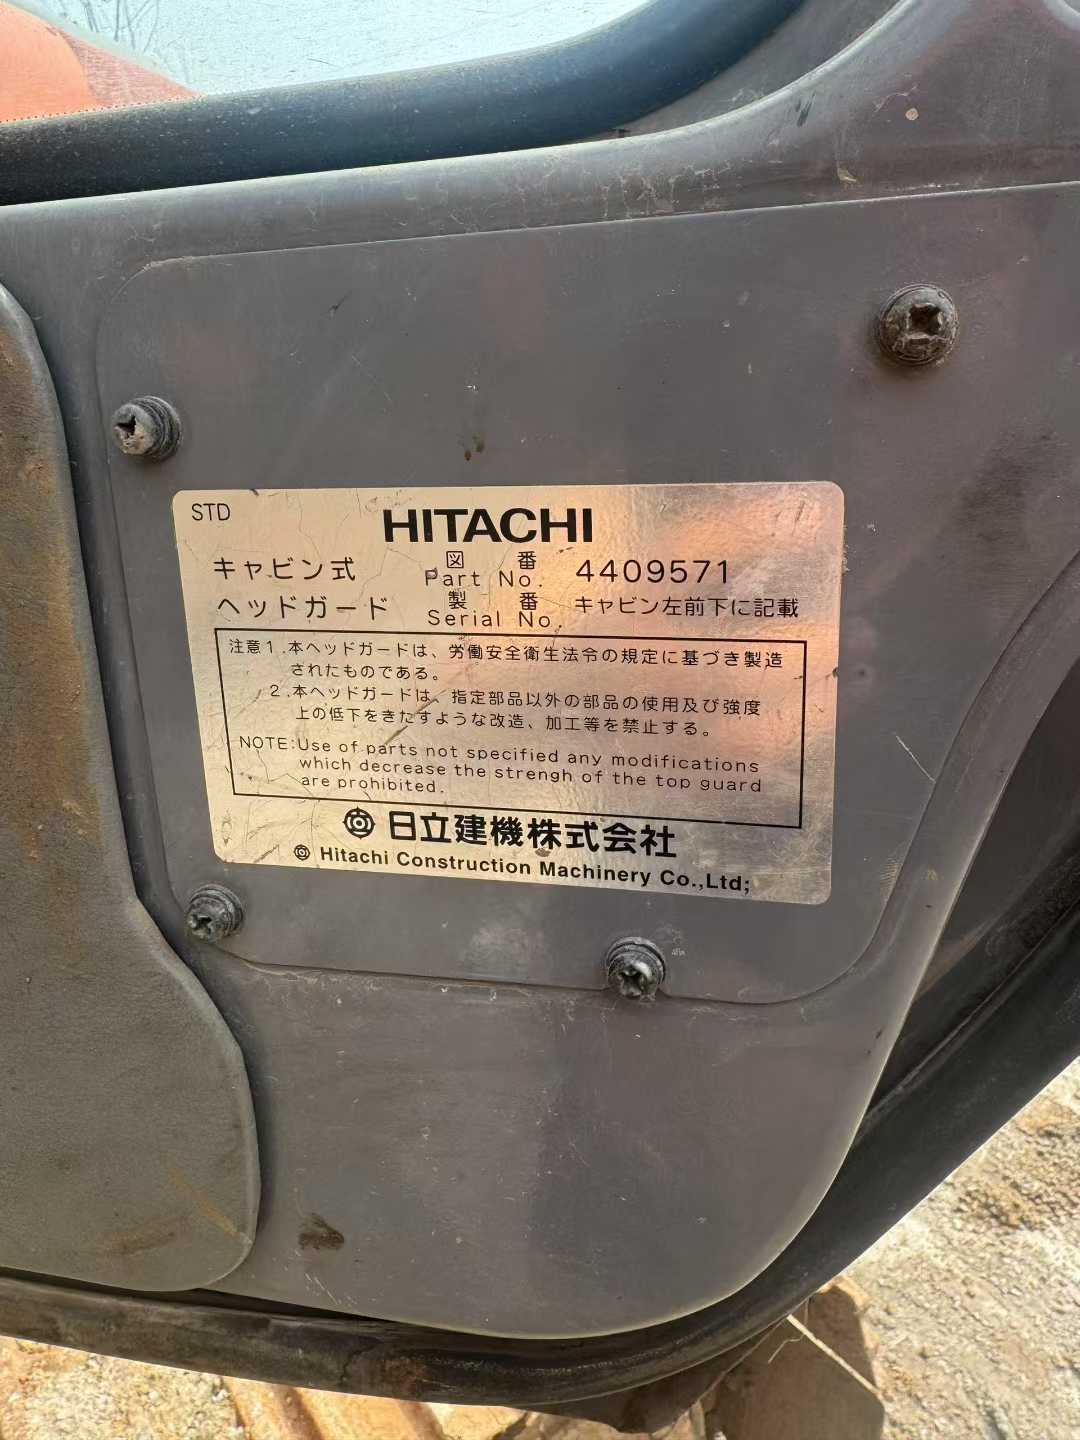 STD
HITACHI
キャビン式 図番 4409571
Part No.
ヘッドガード 製番 キャビン左前下に記載
Serial No.
注意1.本ヘッドガードは、労働安全衛生法令の規定に基づき製造
されたものである。
2.本ヘッドガードは、指定部品以外の部品の使用及び強度
上の低下をきたすような改造、加工等を禁止する。
NOTE:Use of parts not specified any modifications
which decrease the strengh of the top guard
are prohibited.
日立建機株式会社
Hitachi Construction Machinery Co.,Ltd;